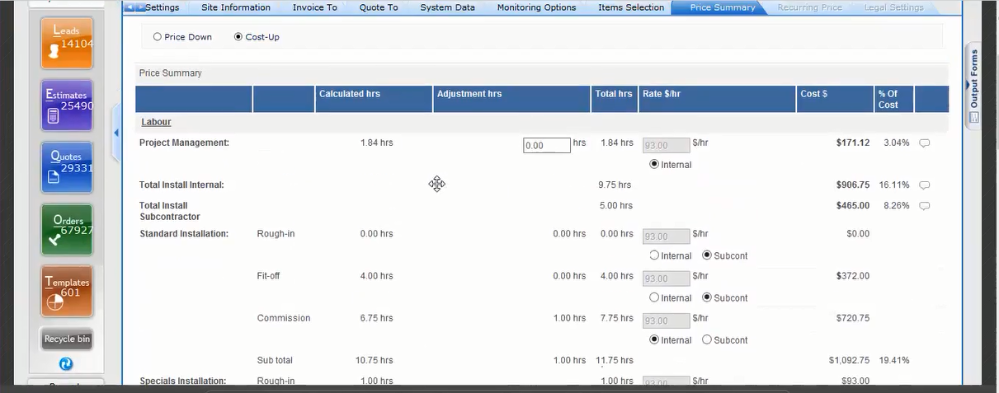 Settings Site Information Invoice To Quote To System Data Monitoring Options Items Selection Price Summary Recurring Price Legal Settings
Leads
14104
Estimates
25490
Quotes
29331
Orders
67927
Templates
601
Recycle bin
Price Down Cost-Up
Price Summary
Calculated hrs Adjustment hrs Total hrs Rate $/hr Cost $ % Of
Cost
Labour
Project Management: 1.84 hrs 0.00 hrs 1.84 hrs 93.00 $/hr $171.12 3.04%
Internal
Total Install Internal: 9.75 hrs $906.75 16.11%
Total Install 5.00 hrs $465.00 8.26%
Subcontractor
Standard Installation: Rough-in 0.00 hrs 0.00 hrs 0.00 hrs 93.00 $/hr $0.00
Internal Subcont
Fit-off 4.00 hrs 0.00 hrs 4.00 hrs 93.00 $/hr $372.00
Internal Subcont
Commission 6.75 hrs 1.00 hrs 7.75 hrs 93.00 $/hr $720.75
Internal Subcont
Sub total 10.75 hrs 1.00 hrs 11.75 hrs $1,092.75 19.41%
Specials Installation: Rough-in 1.00 hrs 1.00 hrs 93.00 $/hr $93.00
Output Forms